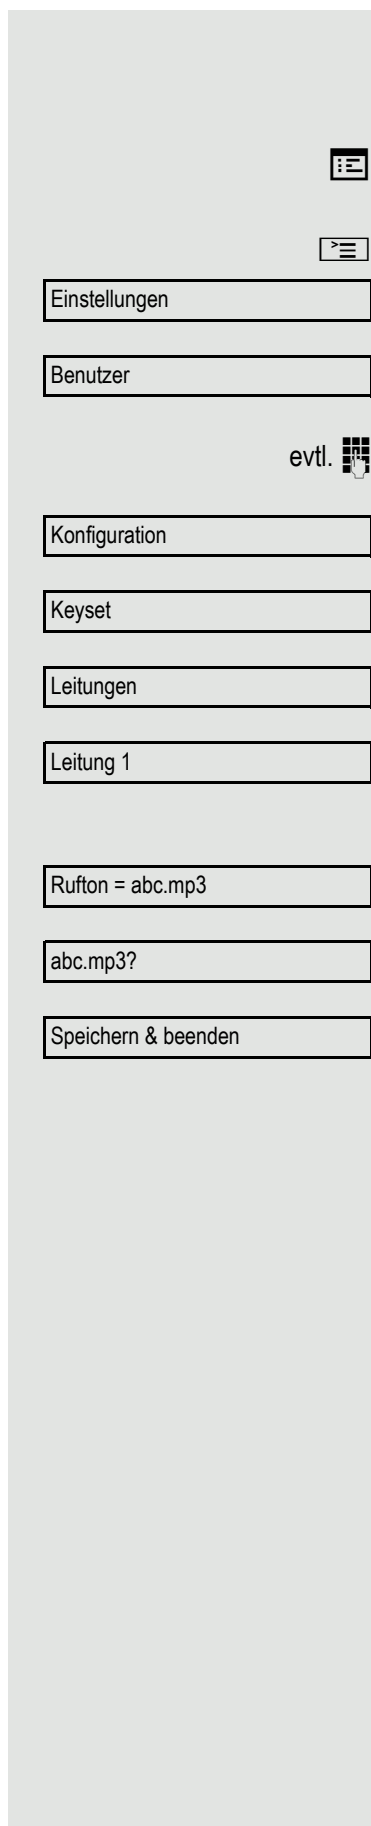 Einstellungen
Benutzer
evtl.
Konfiguration
Keyset
Leitungen
Leitung 1
Rufton = abc.mp3
abc.mp3?
Speichern & beenden